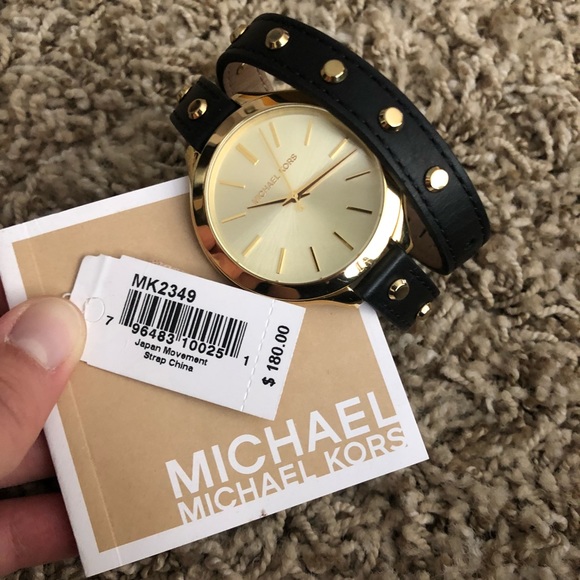 MICHAEL KORS
MK2349
7 96483 10025 1
Japan Movement
Strap China
$ 180.00
MICHAEL
MICHAEL KORS